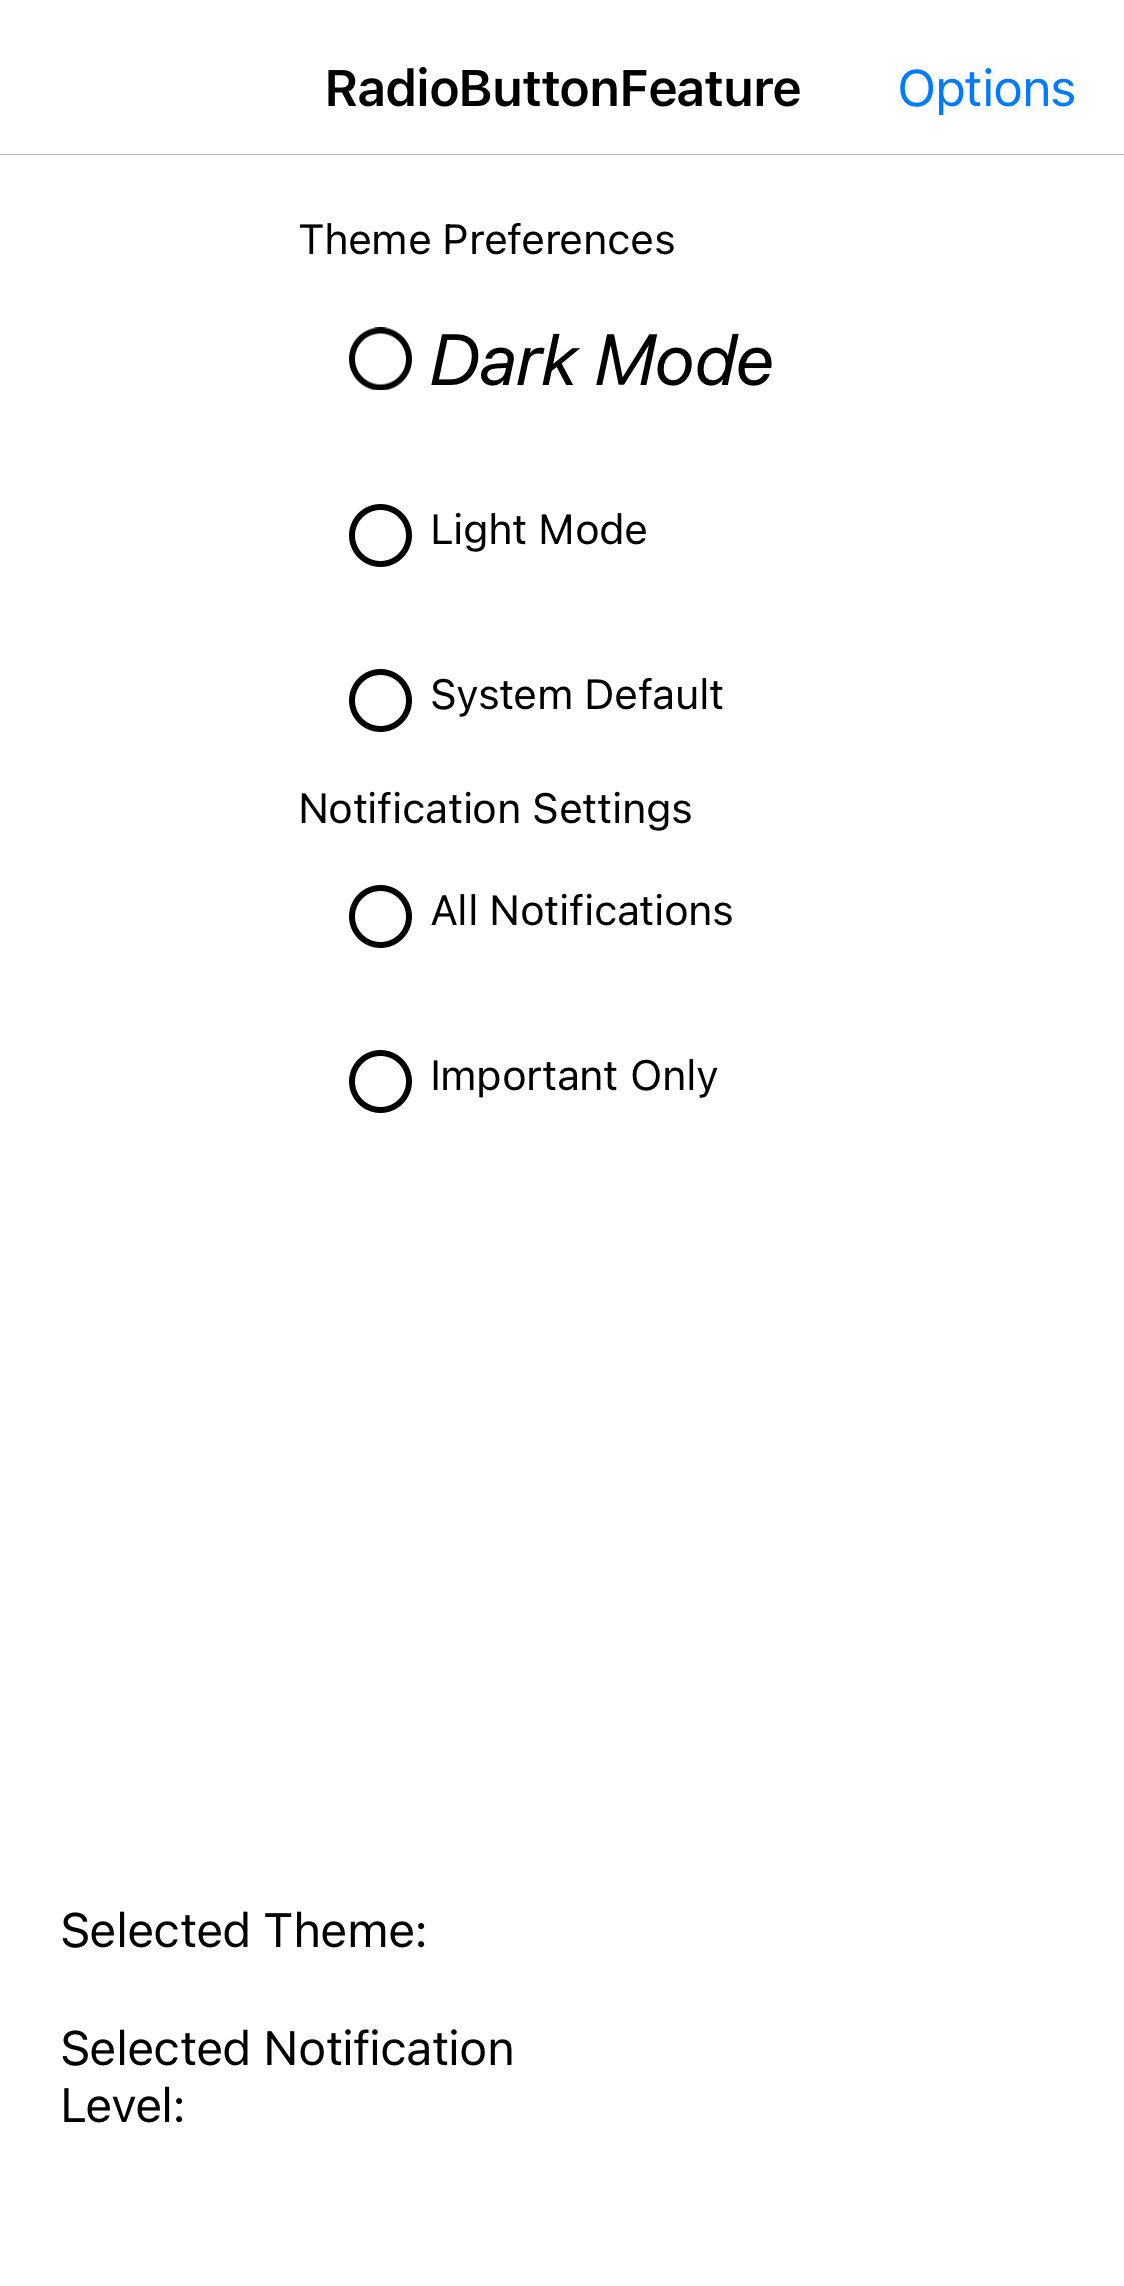 RadioButtonFeature
Options
Theme Preferences
Dark Mode
Light Mode
System Default
Notification Settings
All Notifications
Important Only
Selected Theme:
Selected Notification
Level: